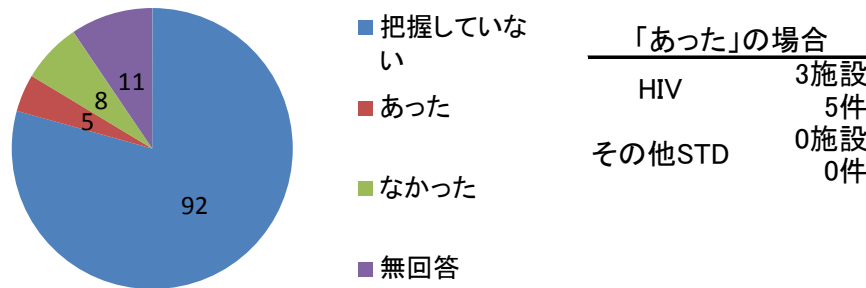 92
5
8
11
把握していな
い
あった
なかった
無回答
「あった」の場合
HIV
3施設
5件
その他STD
0施設
0件